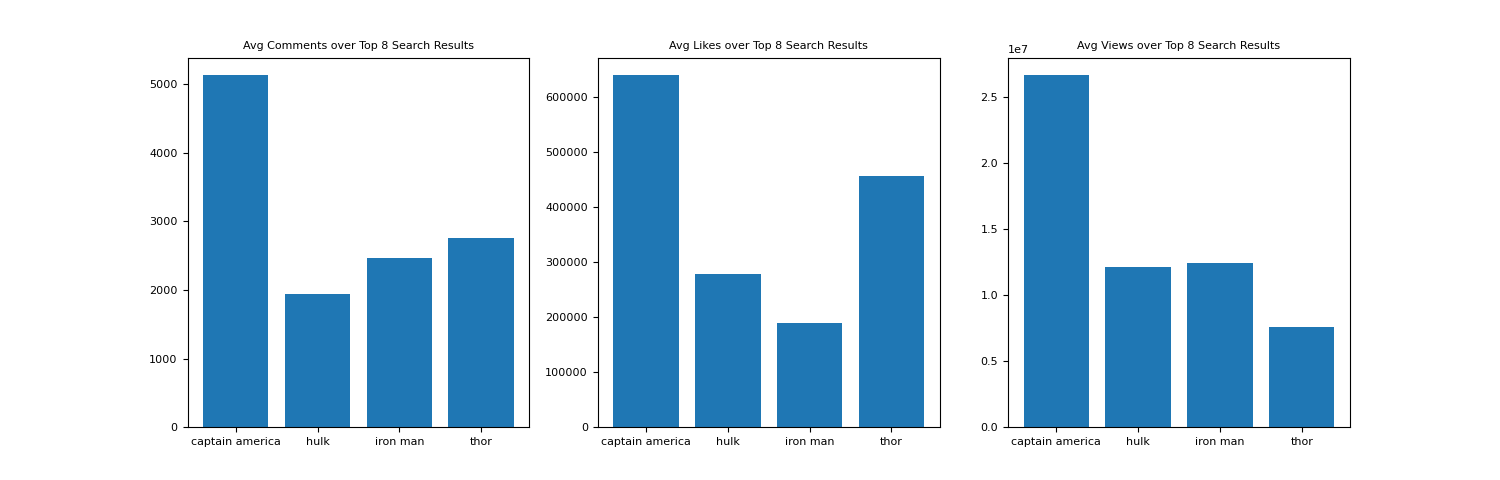 Avg Comments over Top 8 Search Results
5000
4000
3000
2000
1000
0
captain america hulk iron man thor
Avg Likes over Top 8 Search Results
600000
500000
400000
300000
200000
100000
0
captain america hulk iron man thor
1e7
Avg Views over Top 8 Search Results
2.5
2.0
1.5
1.0
0.5
0.0
captain america hulk iron man thor